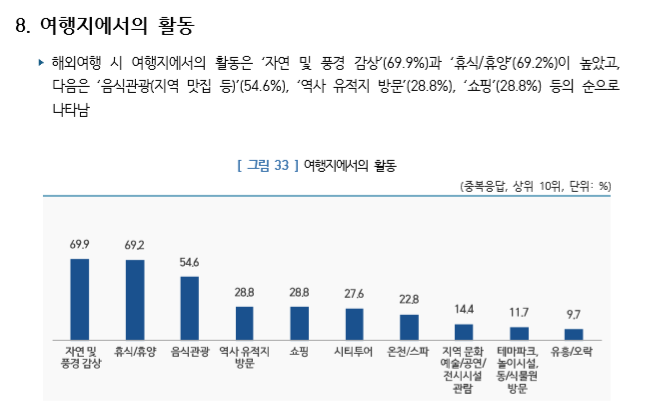 8. 여행지에서의 활동
▶ 해외여행 시 여행지에서의 활동은 ‘자연 및 풍경 감상’(69.9%)과 ‘휴식/휴양’(69.2%)이 높았고,
다음은 ‘음식관광(지역 맛집 등)’(54.6%), ‘역사 유적지 방문’(28.8%), ‘쇼핑’(28.8%) 등의 순으로
나타남
[ 그림 33 ] 여행지에서의 활동
(중복응답, 상위 10위, 단위: %)
69.9 69.2 54.6 28.8 28.8 27.6 22.8 14.4 11.7 9.7
자연 및 휴식/휴양 음식관광 역사 유적지 쇼핑 시티투어 온천/스파 지역 문화 테마파크, 유흥/오락
풍경 감상 방문 예술/공연/ 놀이시설,
전시시설 동/식물원
관람 방문